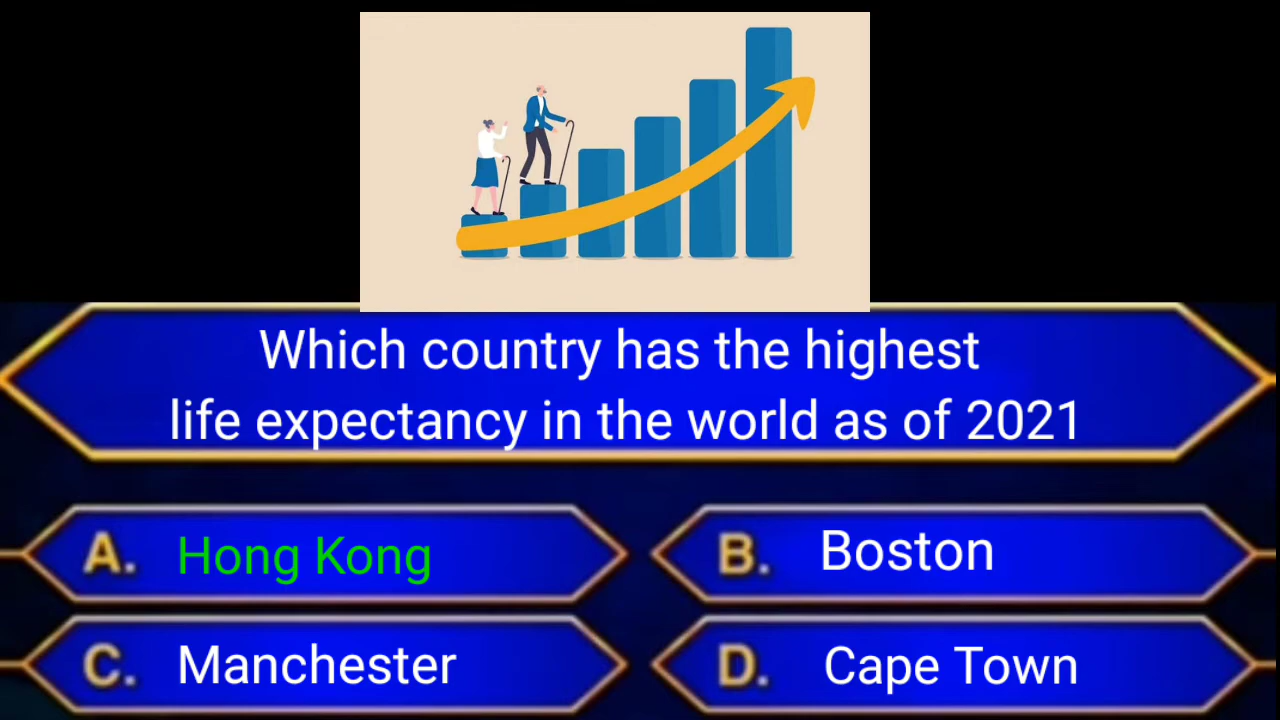 Which country has the highest
life expectancy in the world as of 2021
A. Hong Kong
B. Boston
C. Manchester
D. Cape Town